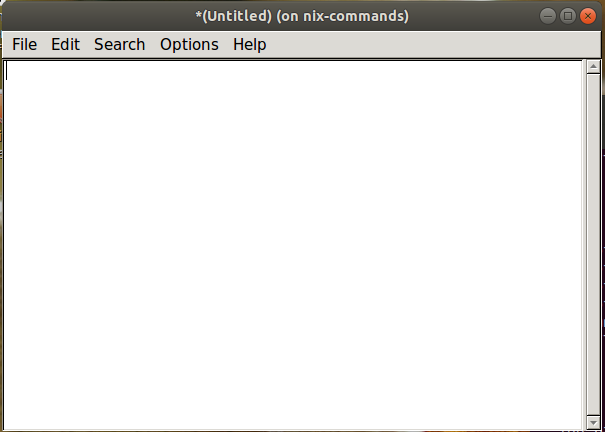 *(Untitled) (on nix-commands)
File Edit Search Options Help